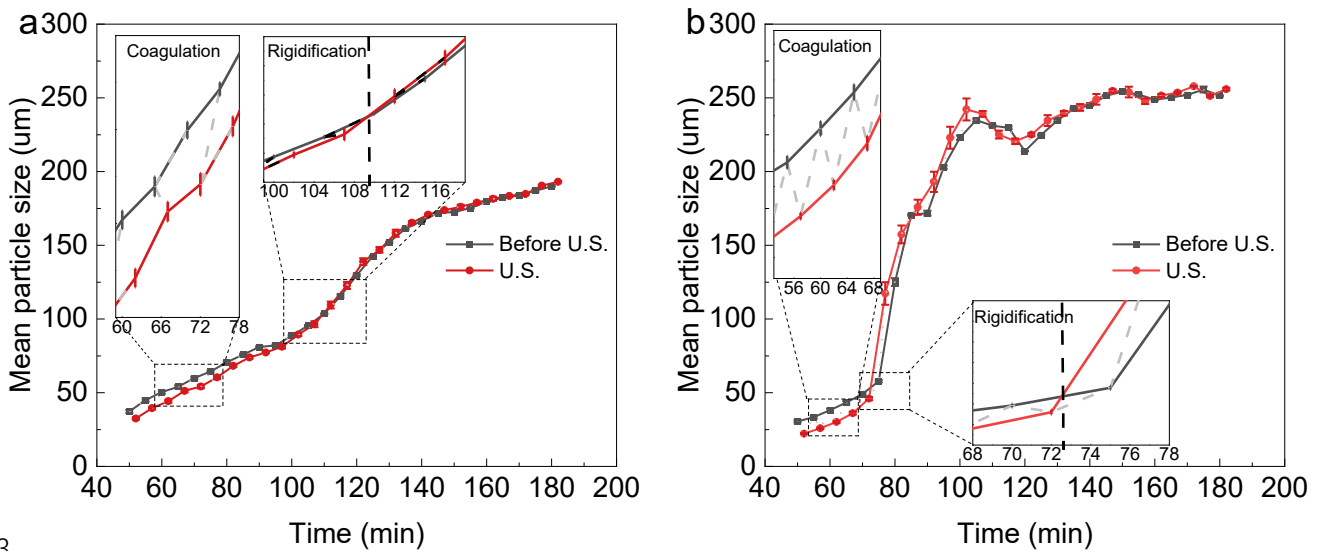 a
300
250
200
150
100
50
0
Mean particle size (um)
Coagulation
60 66 72 78
Rigidification
100 104 108 112 116
Before U.S.
U.S.
40 60 80 100 120 140 160 180 200
Time (min)
b
300
250
200
150
100
50
0
Mean particle size (um)
Coagulation
56 60 64 68
Before U.S.
U.S.
Rigidification
68 70 72 74 76 78
40 60 80 100 120 140 160 180 200
Time (min)